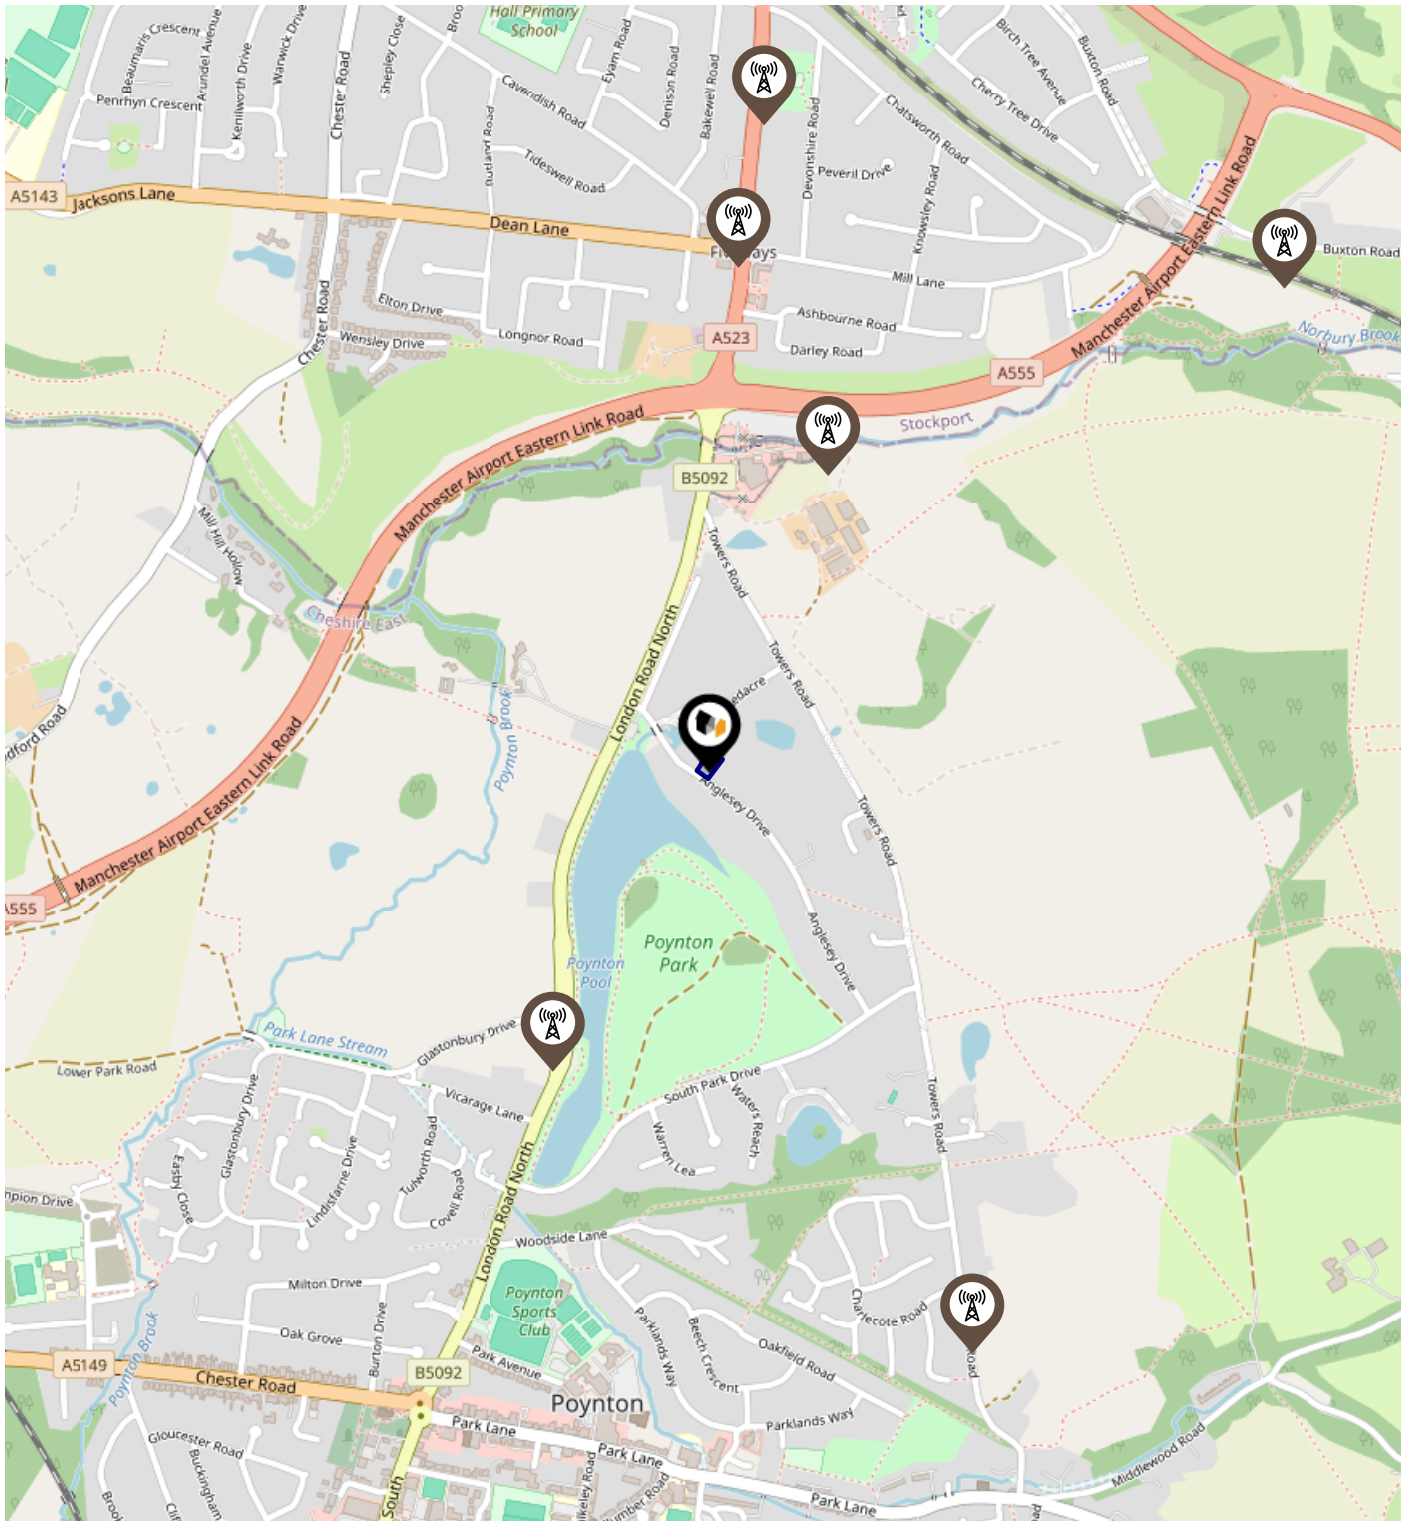 Hall Primary
School
Beaumaris Crescent
Arundel Avenue
Kenilworth Drive
Warwick Drive
Chester Road
Shepley Close
Penrhyn Crescent
Cavendish Road
Eyam Road
Denison Road
Bakewell Road
Rutland Road
Tideswell Road
Devonshire Road
Chatsworth Road
Birch Tree Avenue
Buxton Road
Cherry Tree Drive
Peveril Drive
Knowsley Road
A5143
Jacksons Lane
Dean Lane
Mill Lane
Buxton Road
Manchester Airport Eastern Link Road
Elton Drive
Chester Road
Wensley Drive
Longnor Road
A523
Ashbourne Road
Darley Road
Norbury Brook
A555
Stockport
Manchester Airport Eastern Link Road
B5092
Mill Hill Hollow
Towers Road
Cheshire East
London Road North
Towers Road
Poynton Brook
Manchester Airport Eastern Link Road
Anglesey Drive
Towers Road
A555
Anglesey Drive
Poynton
Park
Poynton
Pool
Park Lane Stream
Glastonbury Drive
Lower Park Road
Vicarage Lane
South Park Drive
Waters Reach
Towers Road
Warren Lea
Glastonbury Drive
Easby Close
Lindisfarne Drive
Tulworth Road
Covell Road
London Road North
Woodside Lane
Milton Drive
Oak Grove
Burton Drive
Poynton
Sports
Club
Charlecote Road
Road
Parklands Way
Beech Crescent
Oakfield Road
Park Avenue
Poynton Brook
A5149
Chester Road
B5092
Poynton
Park Lane
Parklands Way
Park Lane
Gloucester Road
Buckingham
South
Park Lane
Middlewood Road